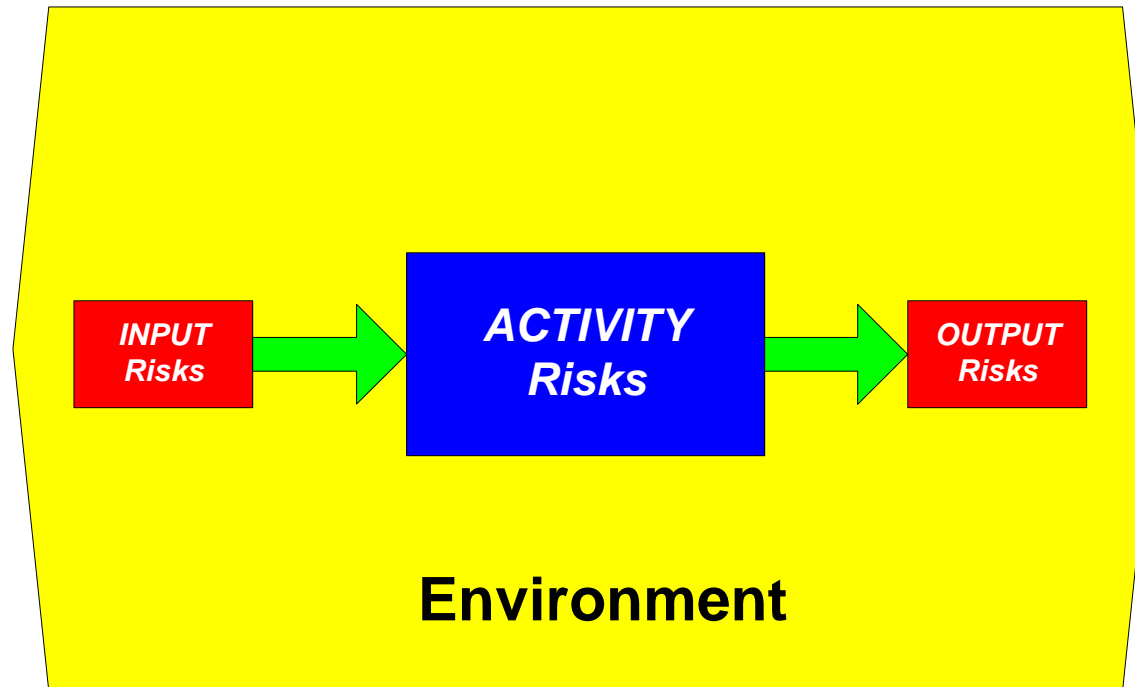 INPUT
Risks
ACTIVITY
Risks
OUTPUT
Risks
Environment